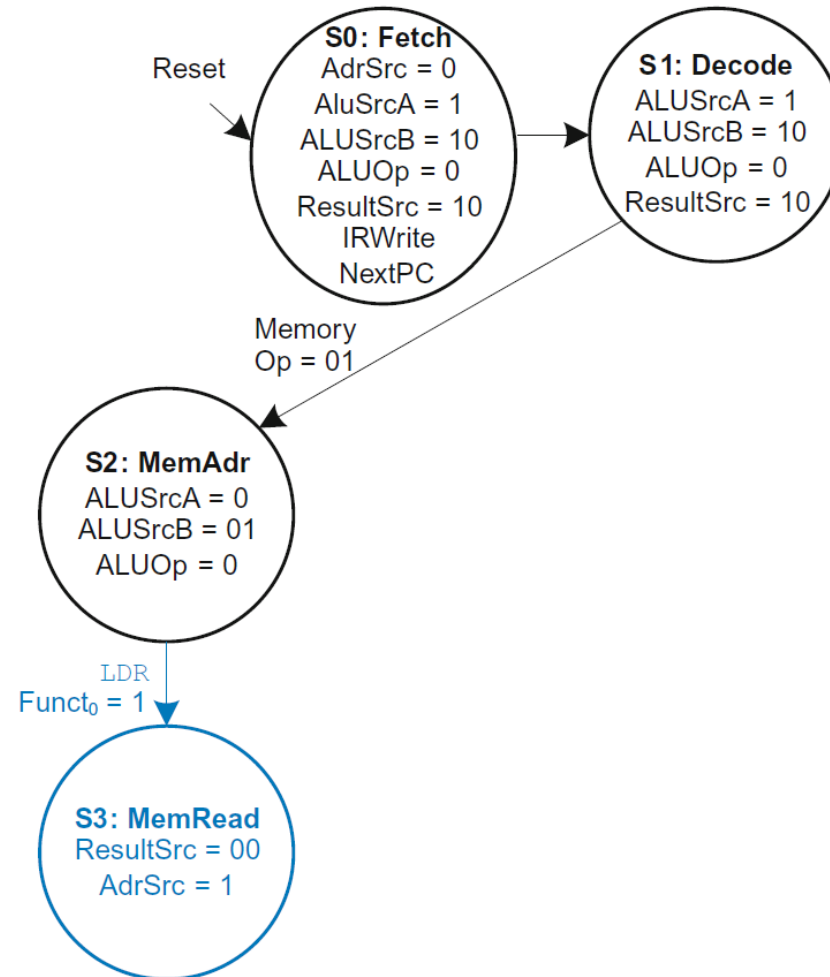 Reset
S0: Fetch
AdrSrc = 0
AluSrcA = 1
ALUSrcB = 10
ALUOp = 0
ResultSrc = 10
IRWrite
NextPC
S1: Decode
ALUSrcA = 1
ALUSrcB = 10
ALUOp = 0
ResultSrc = 10
Memory
Op = 01
S2: MemAdr
ALUSrcA = 0
ALUSrcB = 01
ALUOp = 0
LDR
Funct₀ = 1
S3: MemRead
ResultSrc = 00
AdrSrc = 1